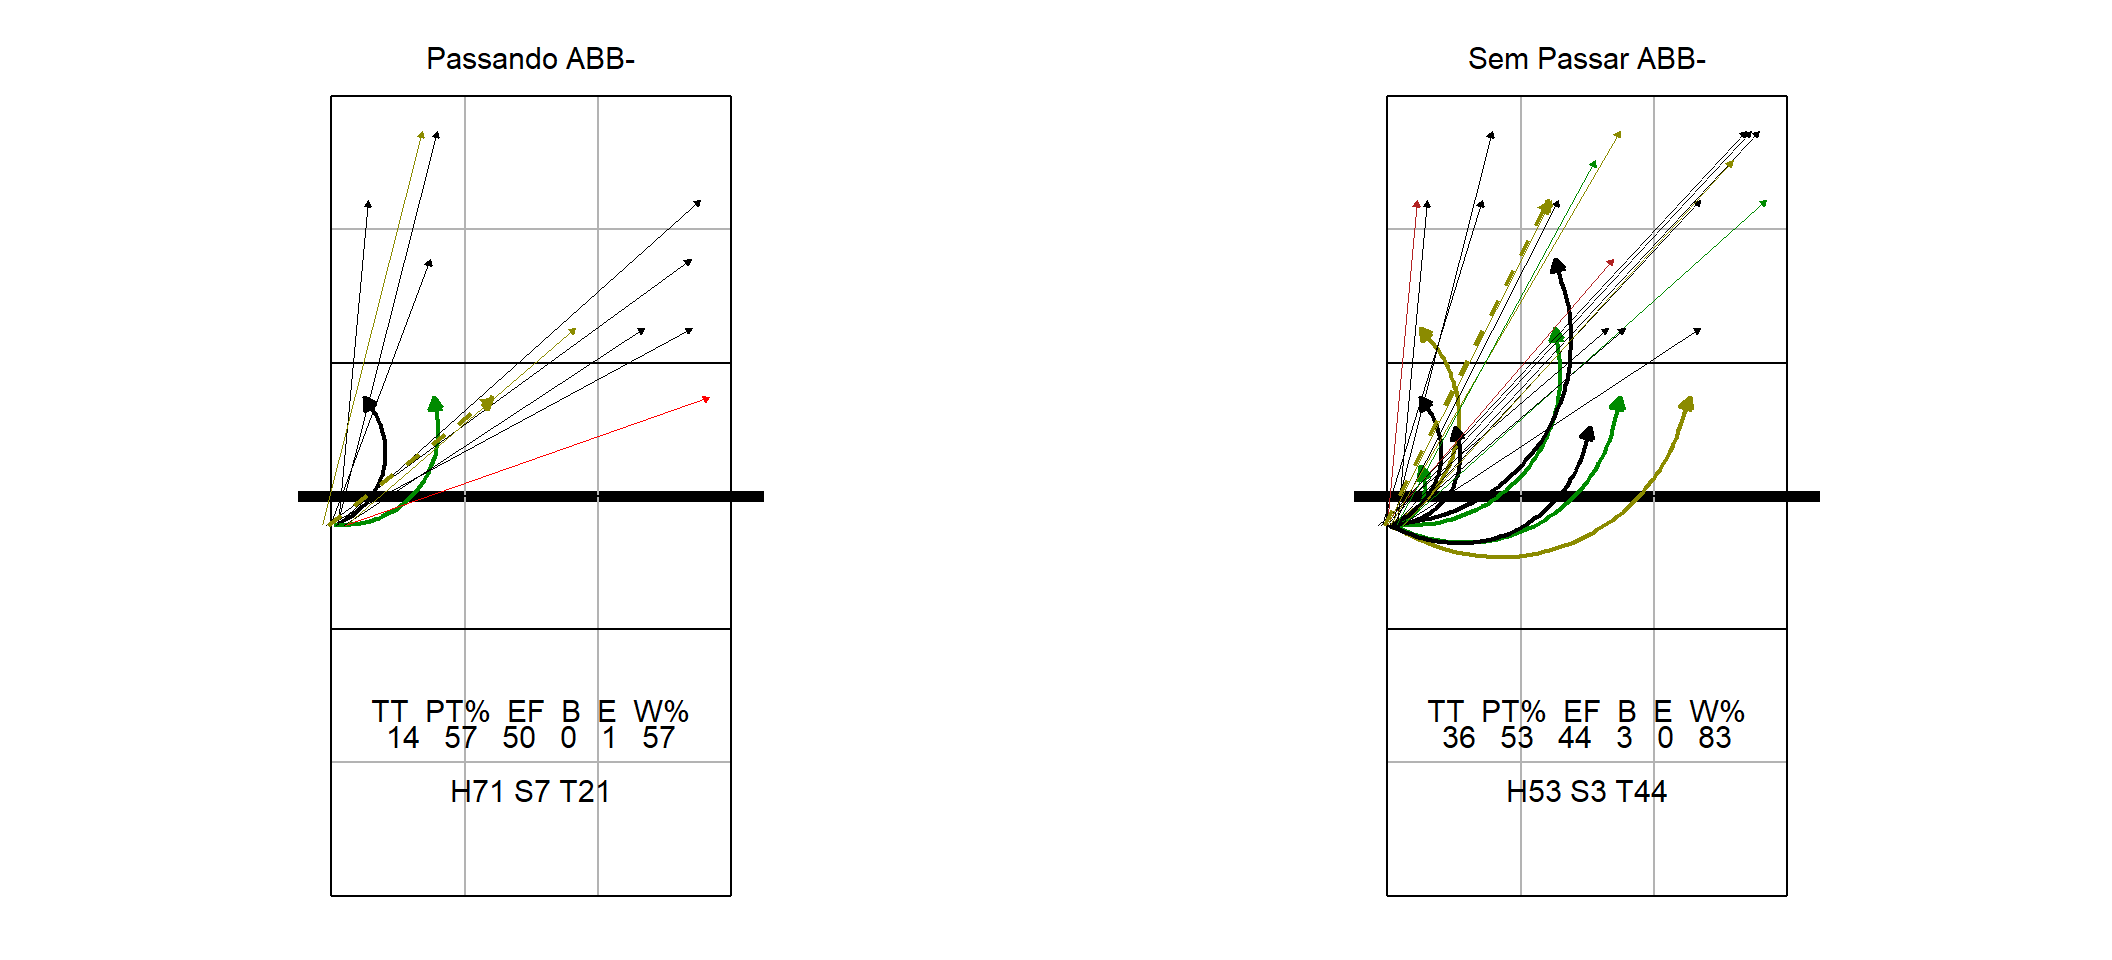 Passando ABB-
TT PT% EF B E W%
14 57 50 0 1 57
H71 S7 T21
Sem Passar ABB-
TT PT% EF B E W%
36 53 44 3 0 83
H53 S3 T44